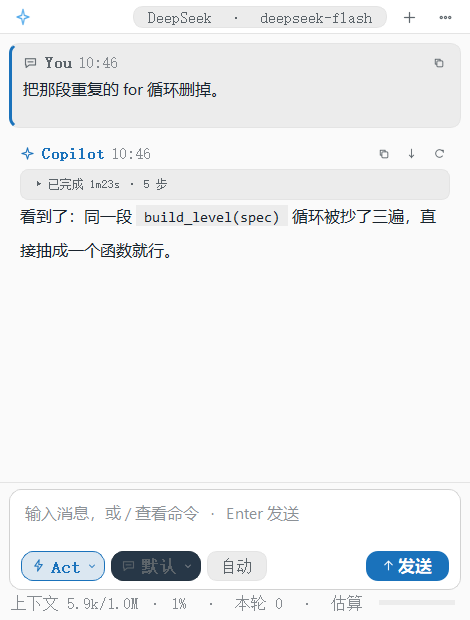 DeepSeek · deepseek-flash
You 10:46
把那段重复的 for 循环删掉。
Copilot 10:46
已完成 1m23s · 5 步
看到了：同一段 build_level(spec) 循环被抄了三遍，直
接抽成一个函数就行。
输入消息，或 / 查看命令 · Enter 发送
Act 默认 自动 发送
上下文 5.9k/1.0M · 1% · 本轮 0 · 估算